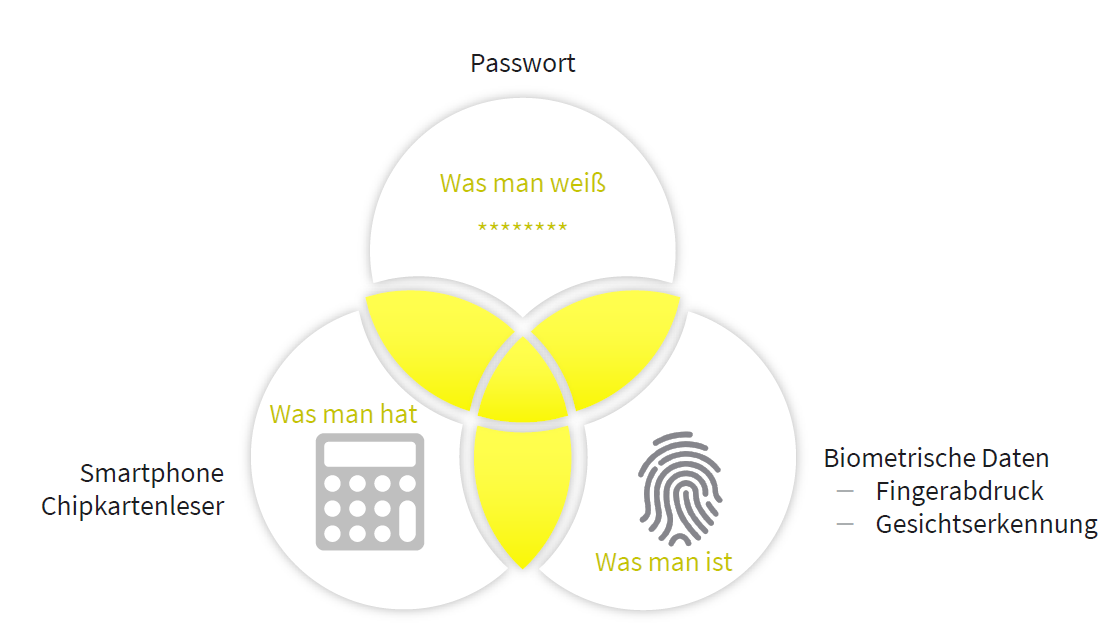 Passwort
Was man weiß
********
Was man hat
Smartphone
Chipkartenleser
Biometrische Daten
— Fingerabdruck
— Gesichtserkennung
Was man ist